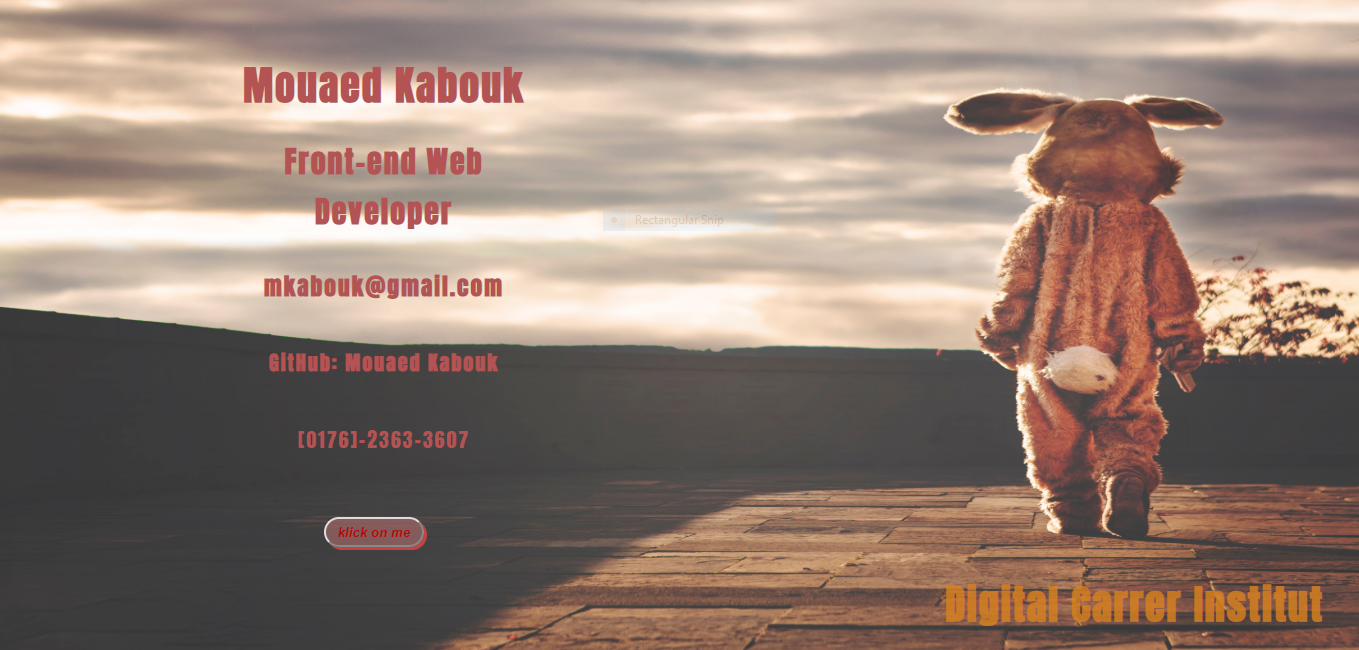 Mouaed Kabouk
Front-end Web
Developer
Rectangular Snip
mkabouk@gmail.com
GitHub: Mouaed Kabouk
[0176]-2363-3607
klick on me
Digital Carrer Institut